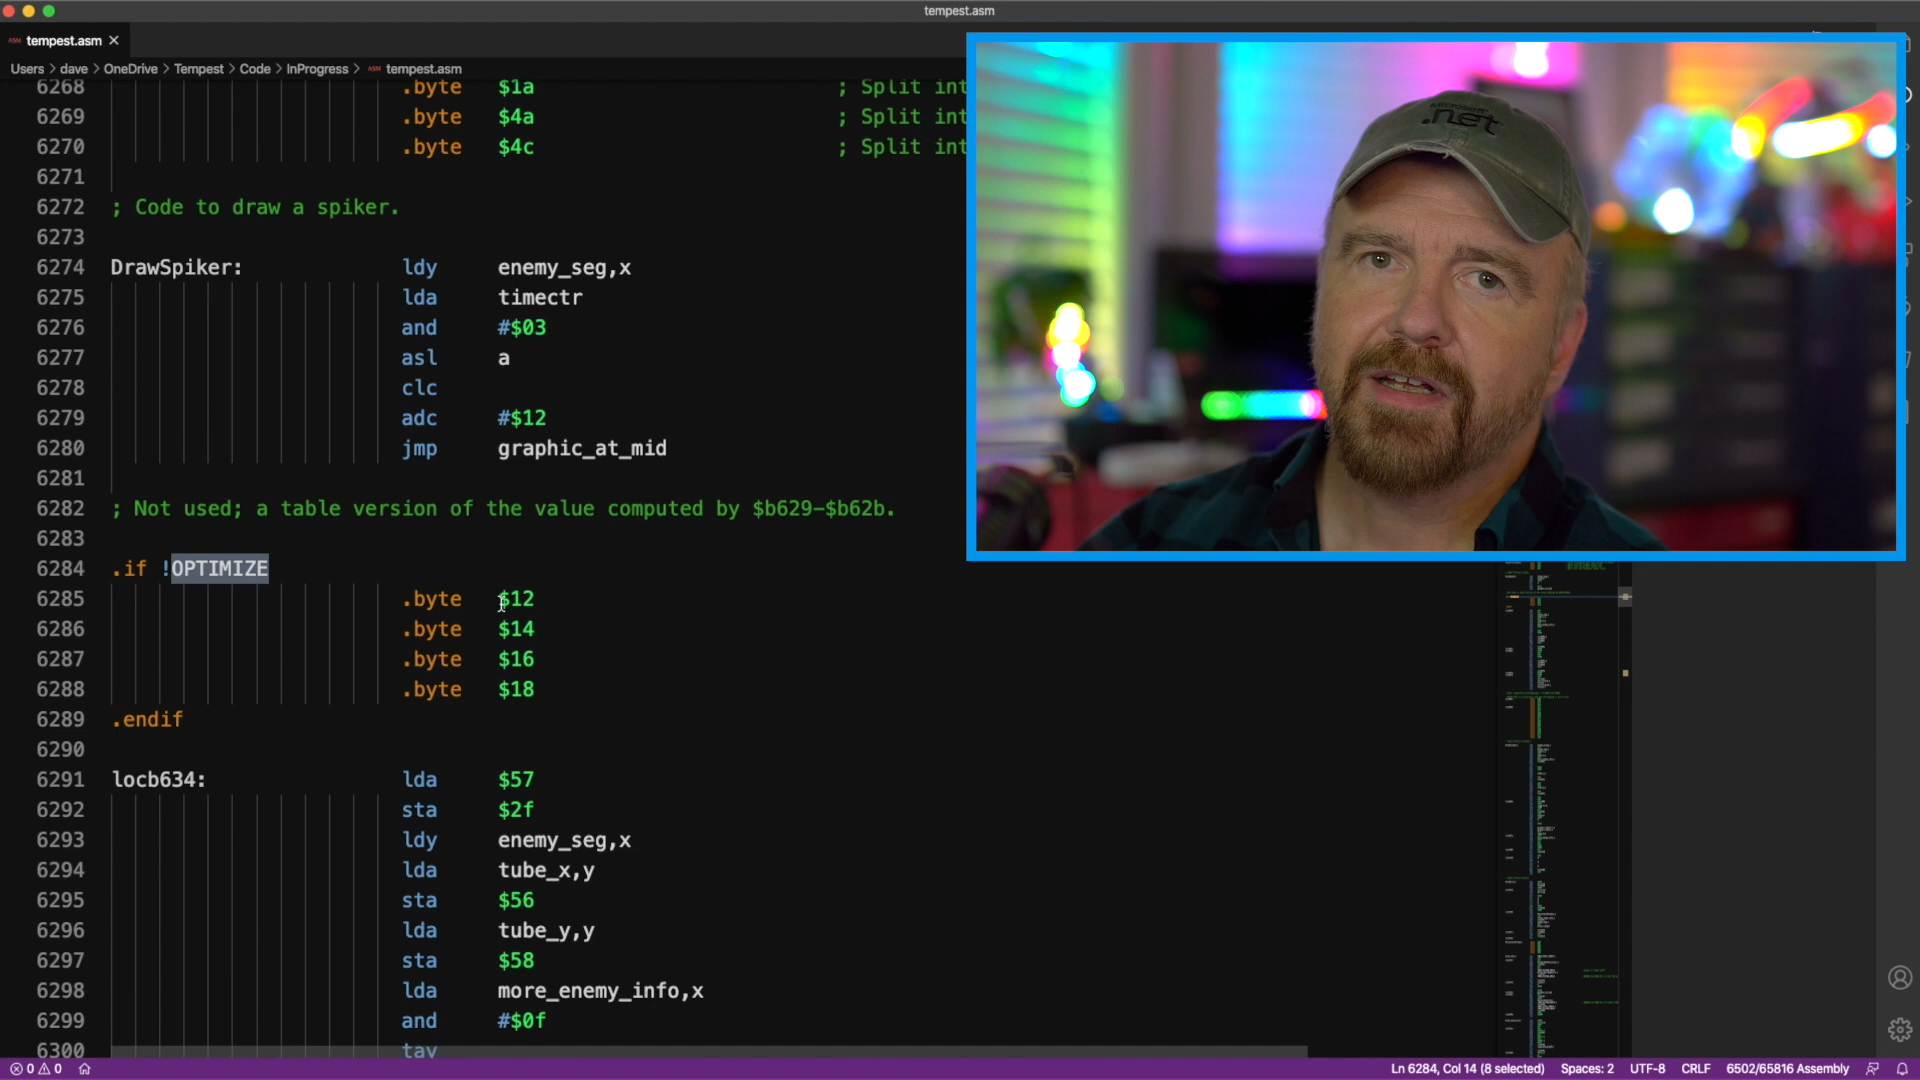 tempest.asm
ASM tempest.asm ×
Users > dave > OneDrive > Tempest > Code > InProgress > ASM tempest.asm
6268 .byte $1a ; Split int
6269 .byte $4a ; Split int
6270 .byte $4c ; Split int
6271
6272 ; Code to draw a spiker.
6273
6274 DrawSpiker: ldy enemy_seg,x
6275 lda timectr
6276 and #$03
6277 asl a
6278 clc
6279 adc #$12
6280 jmp graphic_at_mid
6281
6282 ; Not used; a table version of the value computed by $b629-$b62b.
6283
6284 .if !OPTIMIZE
6285 .byte $12
6286 .byte $14
6287 .byte $16
6288 .byte $18
6289 .endif
6290
6291 locb634: lda $57
6292 sta $2f
6293 ldy enemy_seg,x
6294 lda tube_x,y
6295 sta $56
6296 lda tube_y,y
6297 sta $58
6298 lda more_enemy_info,x
6299 and #$0f
6300 tay
Microsoft
.net
0 0 Ln 6284, Col 14 (8 selected) Spaces: 2 UTF-8 CRLF 6502/65816 Assembly